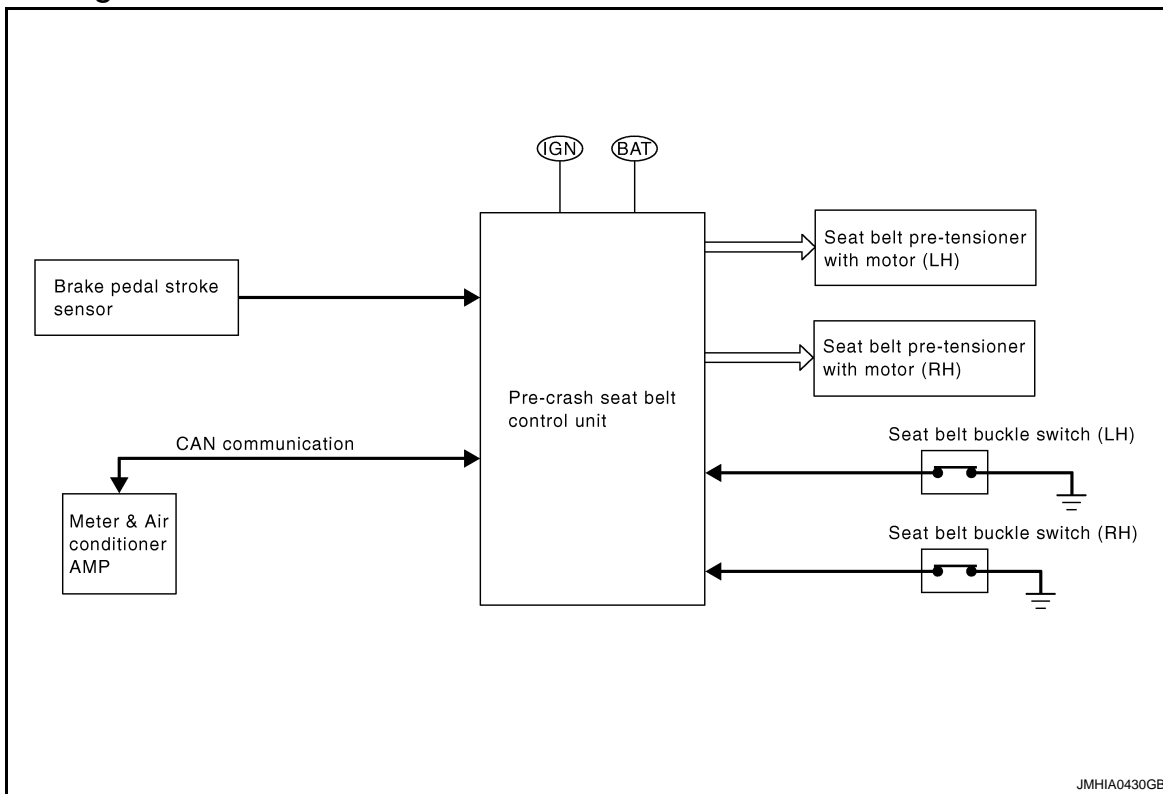 IGN
BAT
Brake pedal stroke
sensor
Seat belt pre-tensioner
with motor (LH)
Seat belt pre-tensioner
with motor (RH)
Pre-crash seat belt
control unit
CAN communication
Meter & Air
conditioner
AMP
Seat belt buckle switch (LH)
Seat belt buckle switch (RH)
JMHIA0430GB